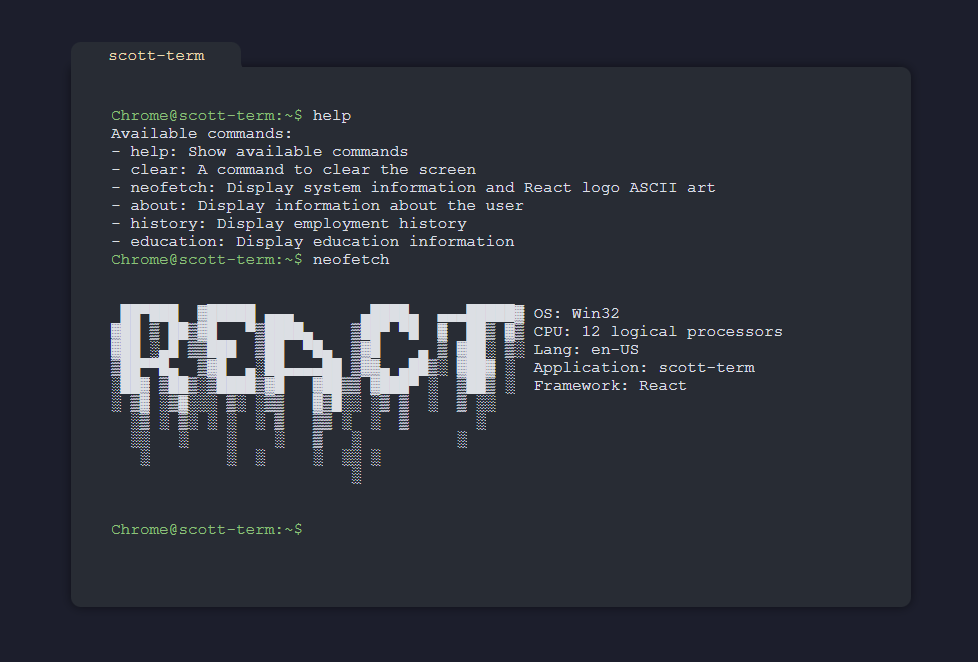 scott-term
Chrome@scott-term:~$ help
Available commands:
- help: Show available commands
- clear: A command to clear the screen
- neofetch: Display system information and React logo ASCII art
- about: Display information about the user
- history: Display employment history
- education: Display education information
Chrome@scott-term:~$ neofetch
REACT
OS: Win32
CPU: 12 logical processors
Lang: en-US
Application: scott-term
Framework: React
Chrome@scott-term:~$